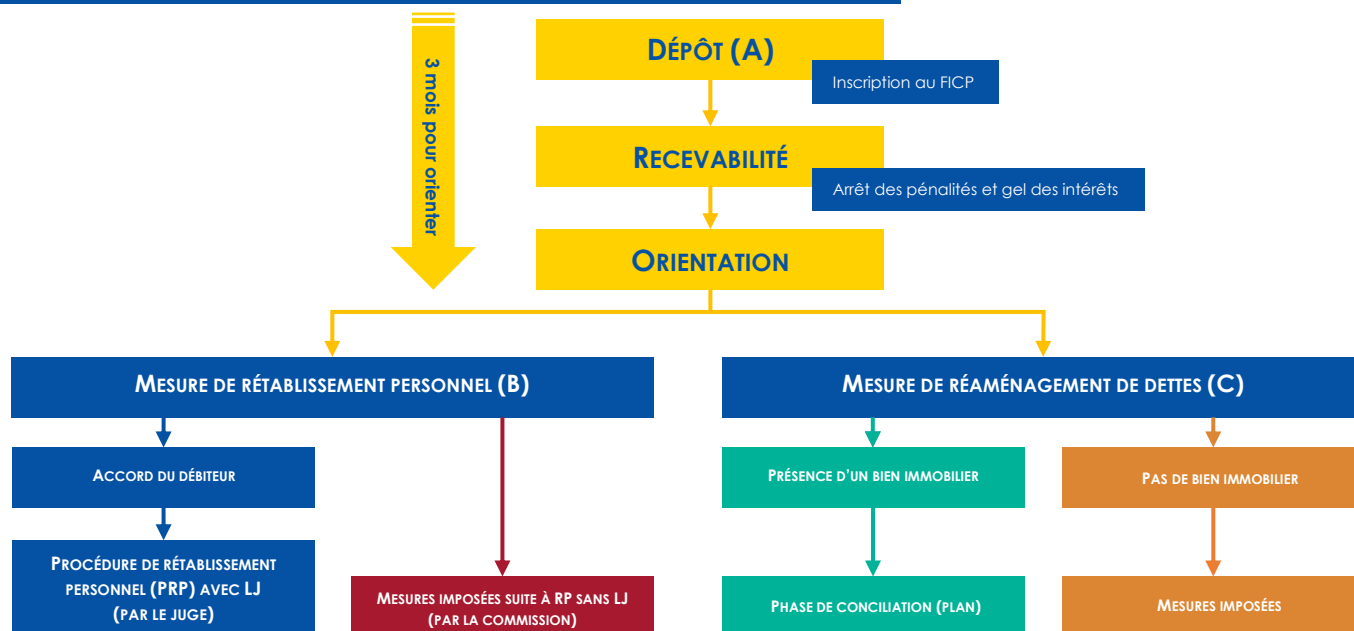 3 mois pour orienter
DÉPÔT (A)
Inscription au FICP
RECEVABILITÉ
Arrêt des pénalités et gel des intérêts
ORIENTATION
MESURE DE RÉTABLISSEMENT PERSONNEL (B)
MESURE DE RÉAMÉNAGEMENT DE DETTES (C)
ACCORD DU DÉBITEUR
PRÉSENCE D'UN BIEN IMMOBILIER
PAS DE BIEN IMMOBILIER
PROCÉDURE DE RÉTABLISSEMENT
PERSONNEL (PRP) AVEC LJ
(PAR LE JUGE)
MESURES IMPOSÉES SUITE À RP SANS LJ
(PAR LA COMMISSION)
PHASE DE CONCILIATION (PLAN)
MESURES IMPOSÉES